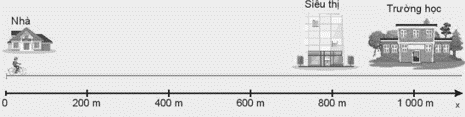 Nhà
Siêu thị
Trường học
0 200 m 400 m 600 m 800 m 1 000 m x